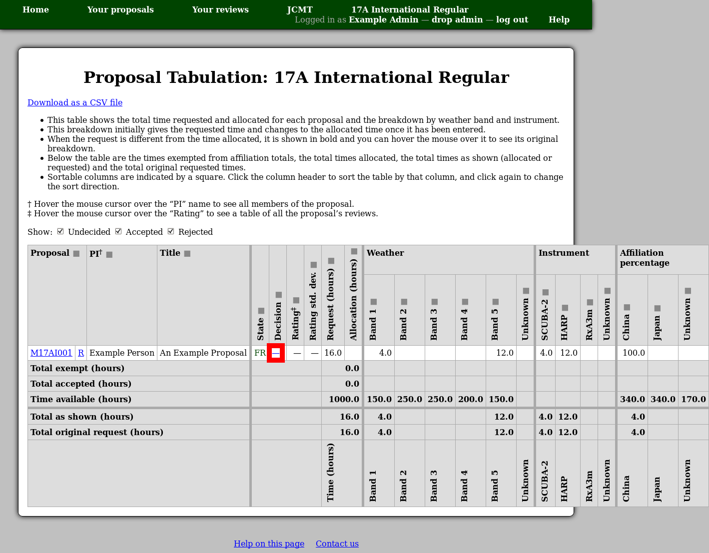 Home Your proposals Your reviews JCMT 17A International Regular
Logged in as Example Admin — drop admin — log out Help
Proposal Tabulation: 17A International Regular
Download as a CSV file
• This table shows the total time requested and allocated for each proposal and the breakdown by weather band and instrument.
• This breakdown initially gives the requested time and changes to the allocated time once it has been entered.
• When the request is different from the time allocated, it is shown in bold and you can hover the mouse over it to see its original
breakdown.
• Below the table are the times exempted from affiliation totals, the total times allocated, the total times as shown (allocated or
requested) and the total original requested times.
• Sortable columns are indicated by a square. Click the column header to sort the table by that column, and click again to change
the sort direction.
† Hover the mouse cursor over the “PI” name to see all members of the proposal.
‡ Hover the mouse cursor over the “Rating” to see a table of all the proposal’s reviews.
Show: Undecided Accepted Rejected
Proposal PI† Title State Decision Rating‡ Rating std. dev. Request (hours) Allocation (hours) Weather Instrument Affiliation percentage
Band 1 Band 2 Band 3 Band 4 Band 5 Unknown SCUBA-2 HARP RxA3m Unknown China Japan Unknown
M17AI001 R Example Person An Example Proposal FR — — — 16.0 4.0 12.0 4.0 12.0 100.0
Total exempt (hours) 0.0
Total accepted (hours) 0.0
Time available (hours) 1000.0 150.0 250.0 250.0 200.0 150.0 340.0 340.0 170.0
Total as shown (hours) 16.0 4.0 12.0 4.0 12.0 4.0
Total original request (hours) 16.0 4.0 12.0 4.0 12.0 4.0
Time (hours) Band 1 Band 2 Band 3 Band 4 Band 5 Unknown SCUBA-2 HARP RxA3m Unknown China Japan Unknown
Help on this page Contact us